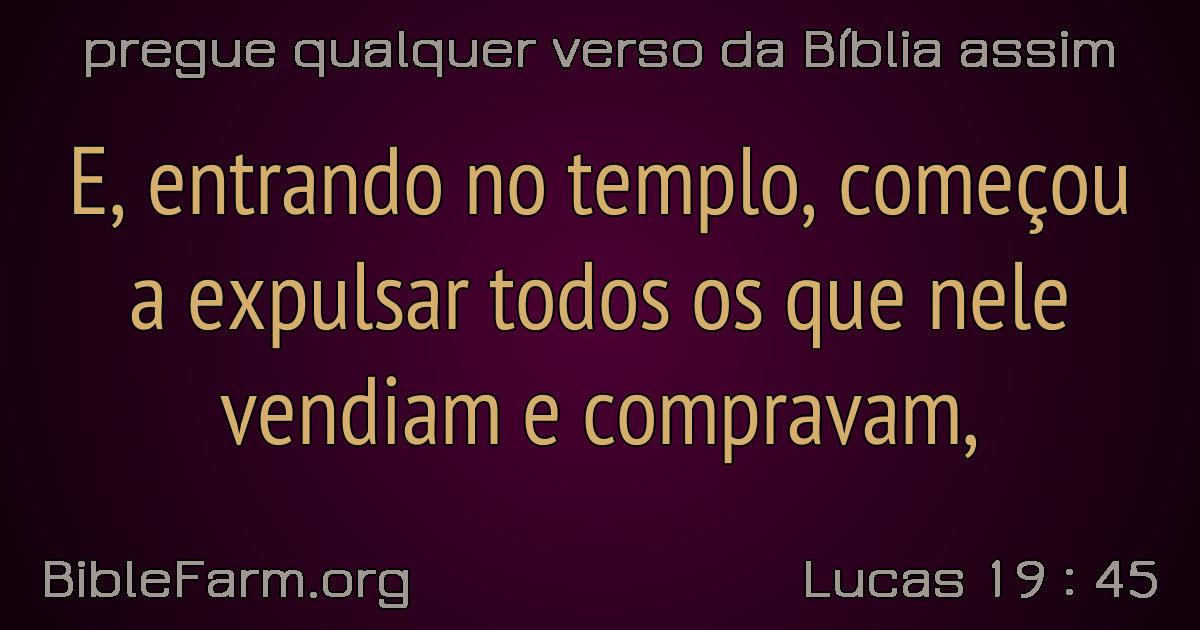 pregue qualquer verso da Bíblia assim
E, entrando no templo, começou
a expulsar todos os que nele
vendiam e compravam,
BibleFarm.org
Lucas 19 : 45